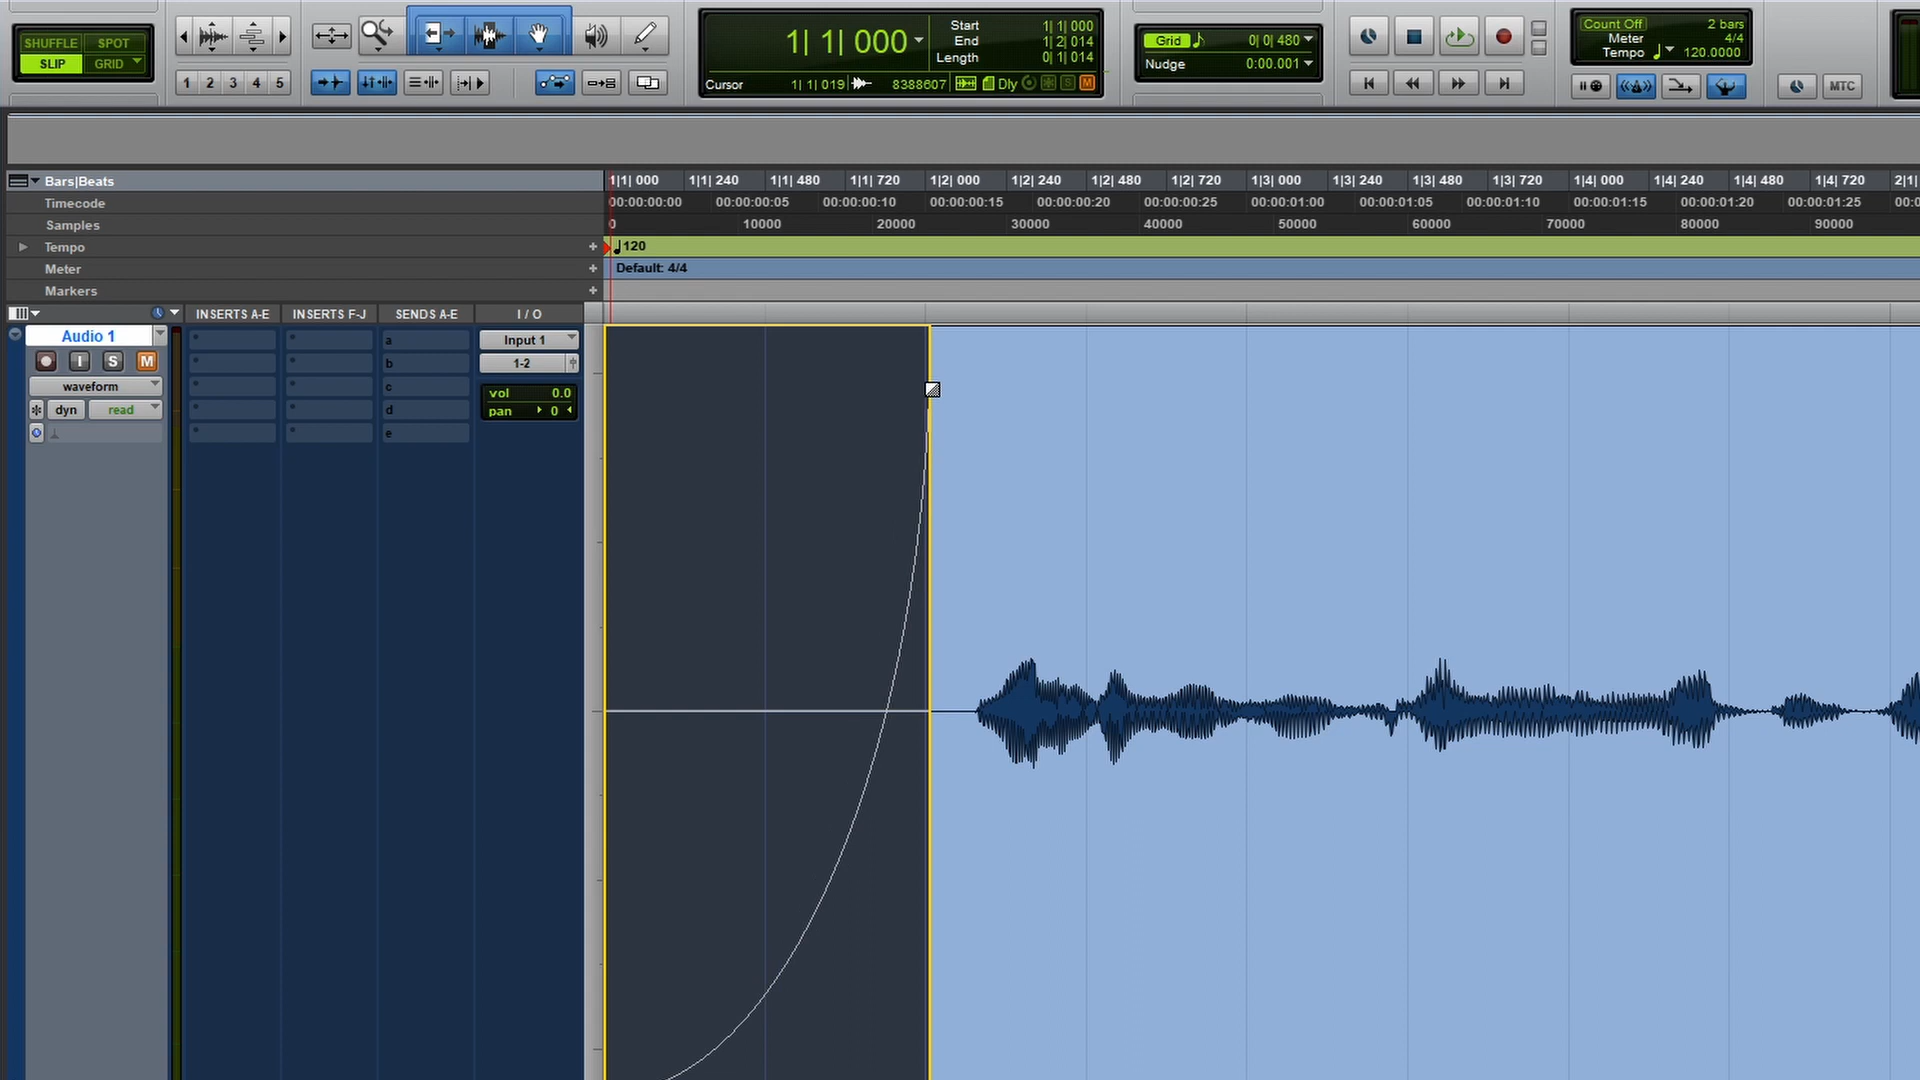 SHUFFLE SPOT
SLIP GRID
1 2 3 4 5
1| 1| 000
Start 1| 1| 000
End 1| 2| 014
Length 0| 1| 014
Cursor 1| 1| 019 8388607 Dly S M
Grid 0| 0| 480
Nudge 0:00.001
Count Off 2 bars
Meter 4/4
Tempo 120.0000
MTC
Bars|Beats 1|1| 000 1|1| 240 1|1| 480 1|1| 720 1|2| 000 1|2| 240 1|2| 480 1|2| 720 1|3| 000 1|3| 240 1|3| 480 1|3| 720 1|4| 000 1|4| 240 1|4| 480 1|4| 720 2|1|
Timecode 00:00:00:00 00:00:00:05 00:00:00:10 00:00:00:15 00:00:00:20 00:00:00:25 00:00:01:00 00:00:01:05 00:00:01:10 00:00:01:15 00:00:01:20 00:00:01:25 00:0
Samples 0 10000 20000 30000 40000 50000 60000 70000 80000 90000
Tempo + 120
Meter + Default: 4/4
Markers +
INSERTS A-E INSERTS F-J SENDS A-E I / O
Audio 1 a Input 1
I S M b 1-2
waveform c vol 0.0
dyn read d pan 0
e